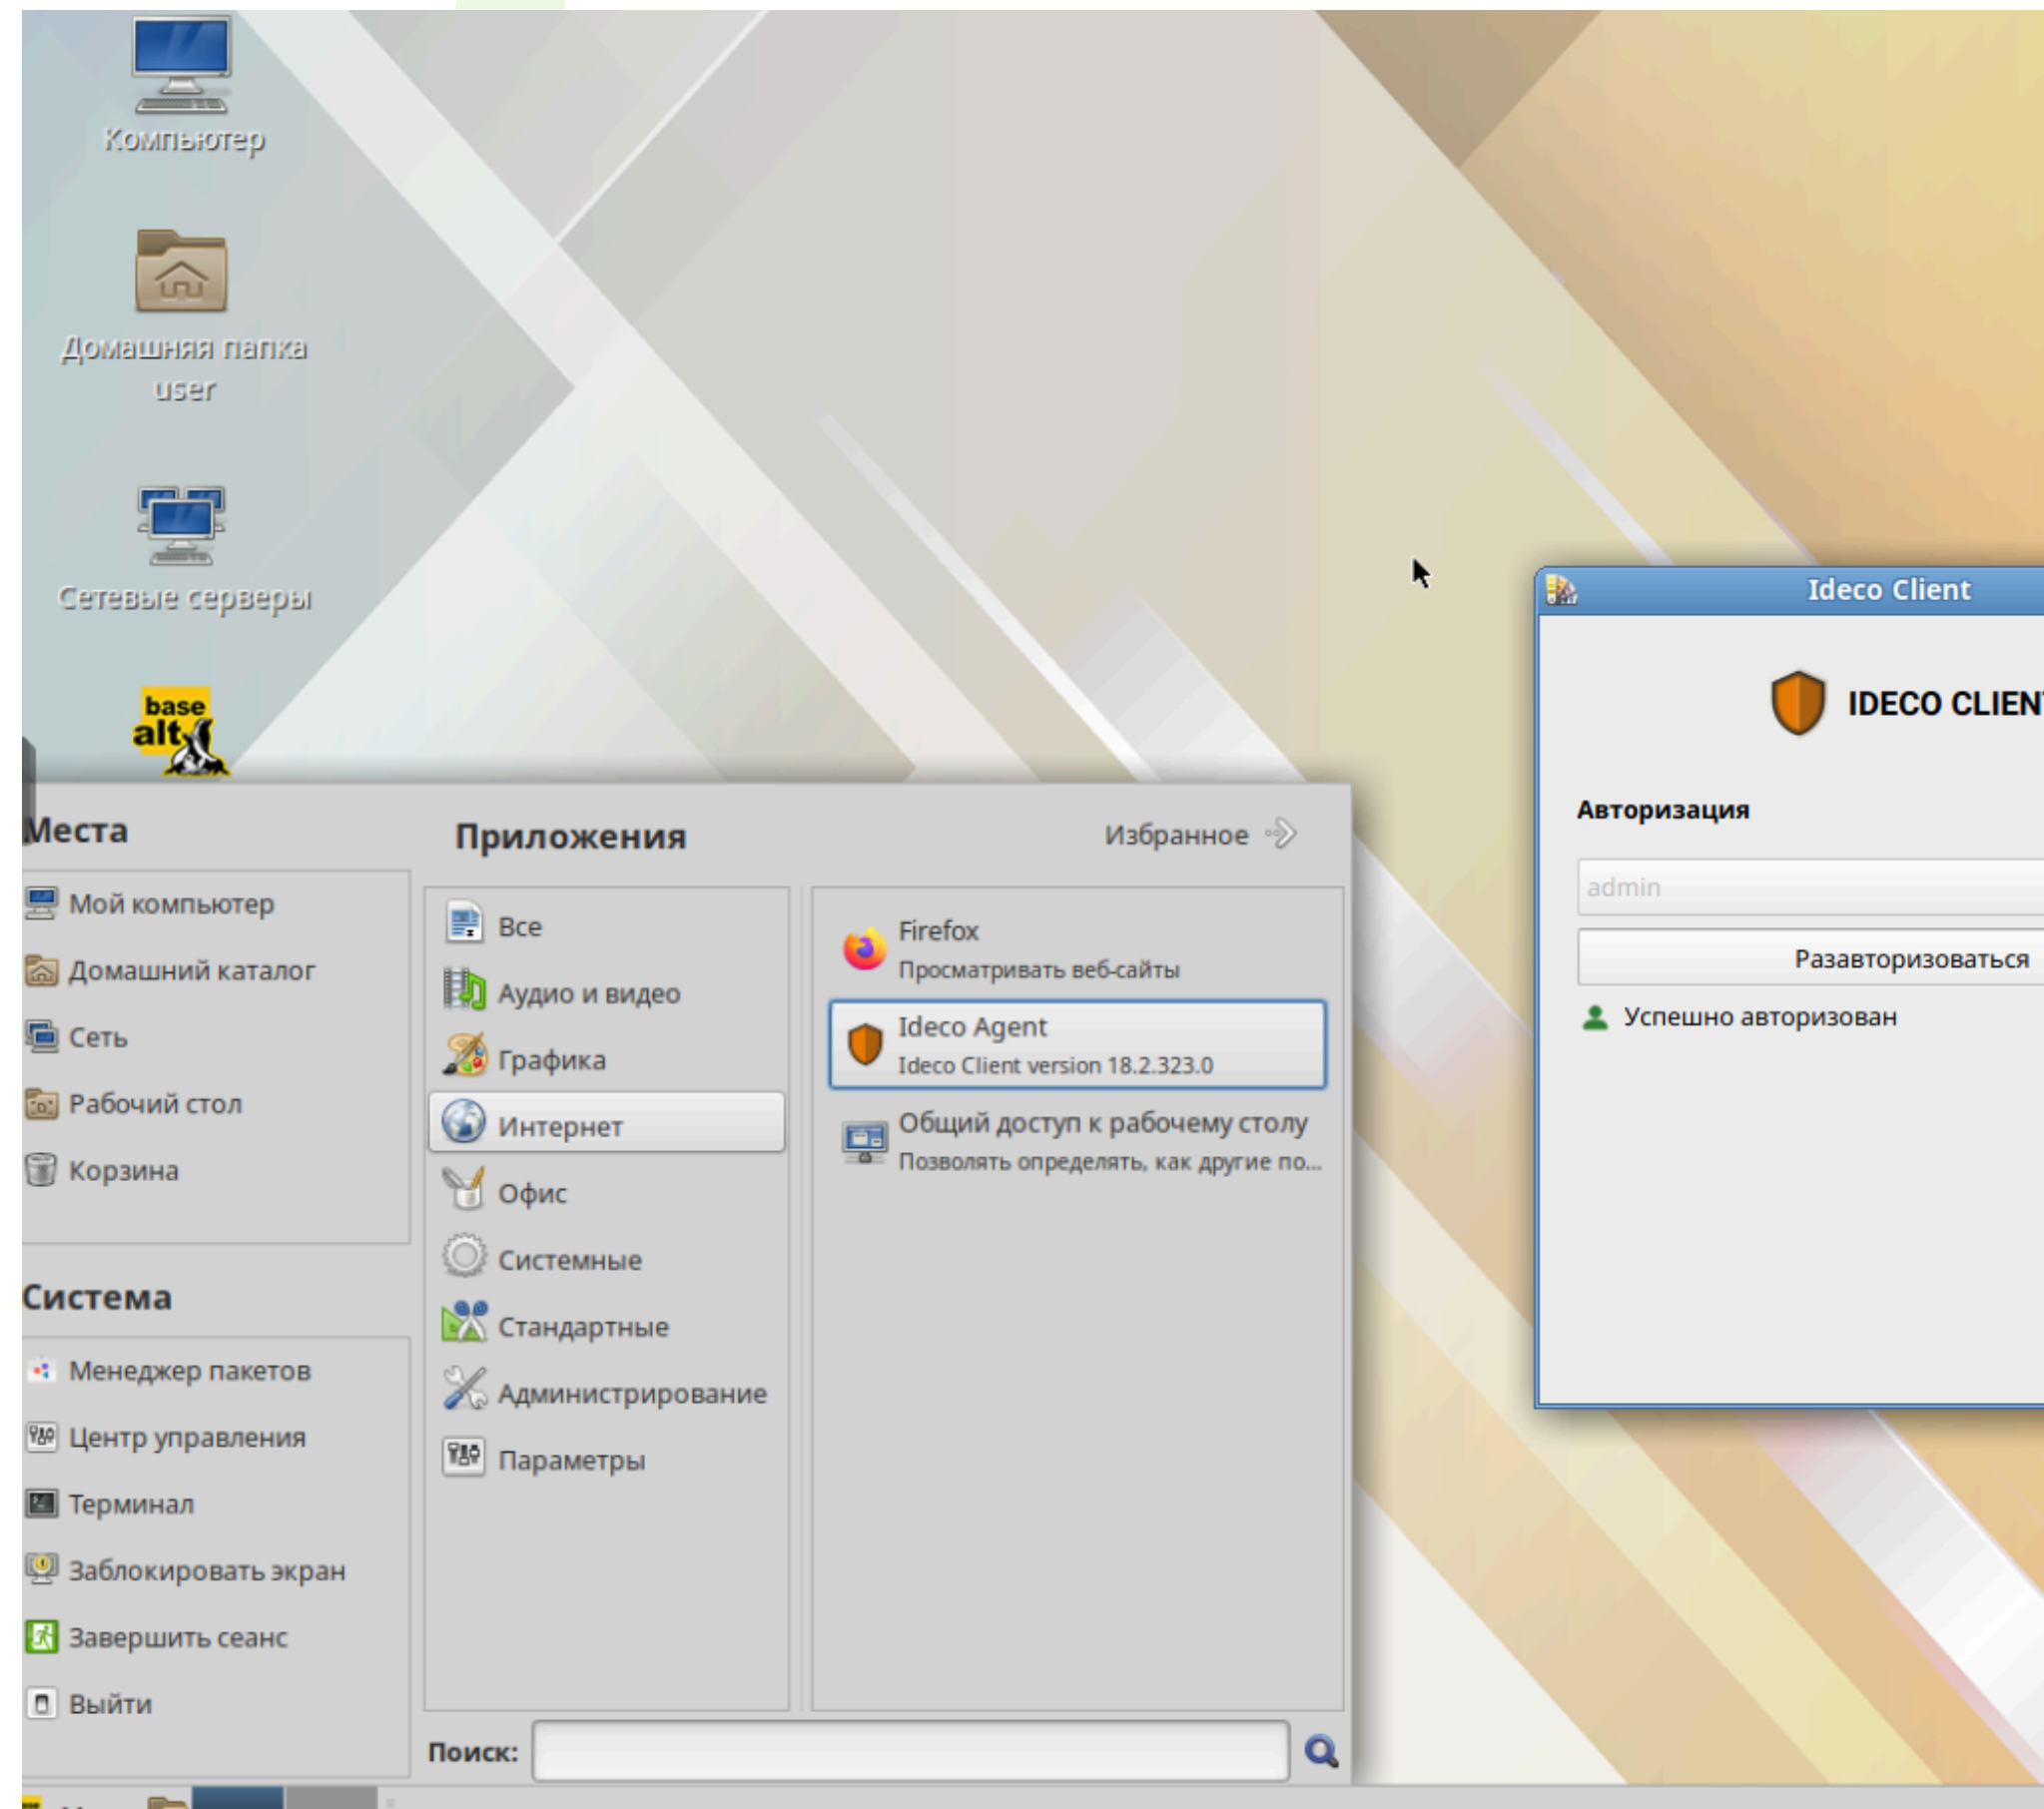 Компьютер
Домашняя папка
user
Сетевые серверы
base
alt
Места
Мой компьютер
Домашний каталог
Сеть
Рабочий стол
Корзина
Система
Менеджер пакетов
Центр управления
Терминал
Заблокировать экран
Завершить сеанс
Выйти
Приложения
Избранное
Все
Аудио и видео
Графика
Интернет
Офис
Системные
Стандартные
Администрирование
Параметры
Firefox
Просматривать веб-сайты
Ideco Agent
Ideco Client version 18.2.323.0
Общий доступ к рабочему столу
Позволять определять, как другие по...
Поиск:
Ideco Client
IDECO CLIEN
Авторизация
admin
Разавторизоваться
Успешно авторизован